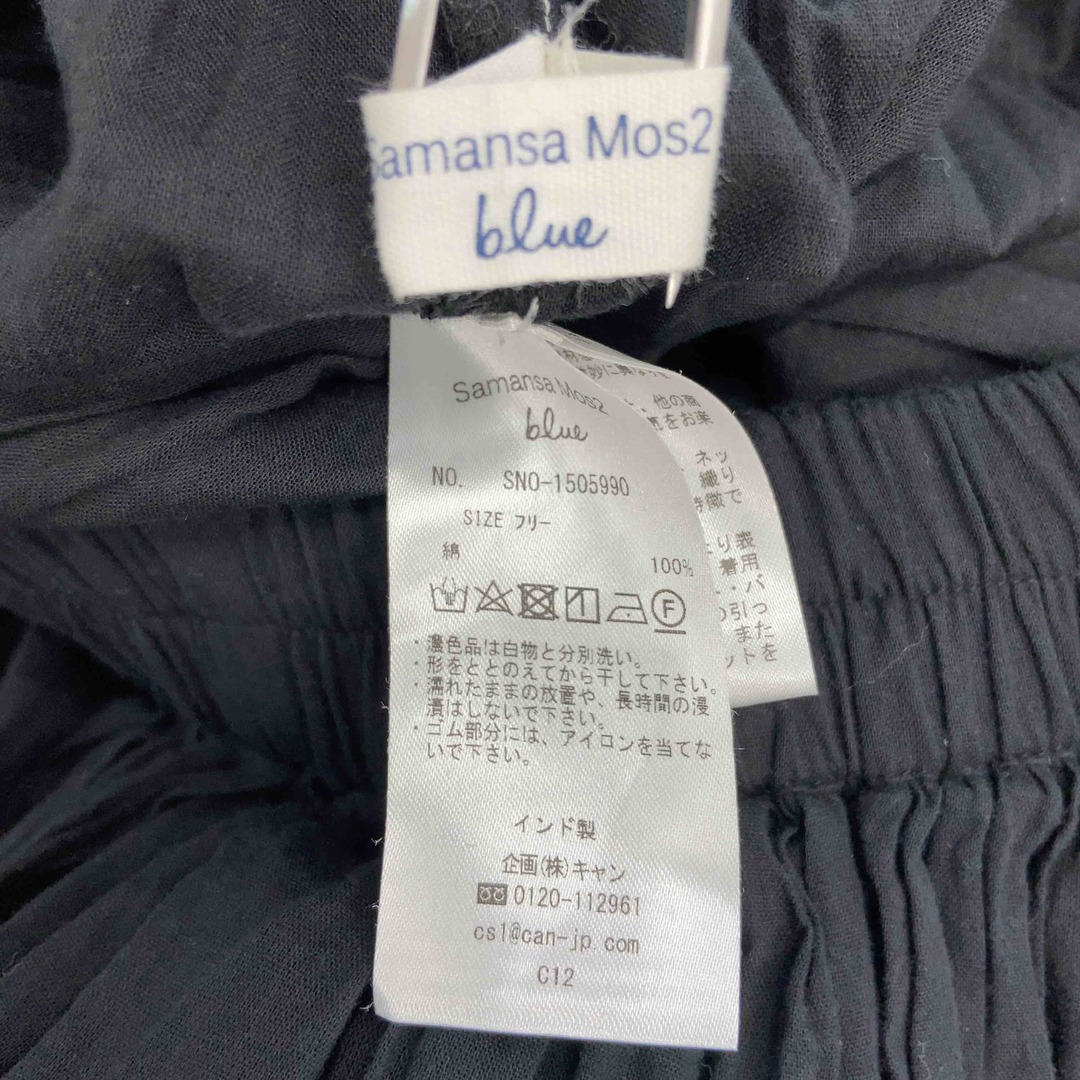 Samansa Mos2
blue
Samansa Mos2
blue
NO. SNO-1505990
SIZE フリー
綿 100%
F
・濃色品は白物と分別洗い。
・形をととのえてから干して下さい。
・濡れたままの放置や、長時間の浸
漬はしないで下さい。
・ゴム部分には、アイロンを当てな
いで下さい。
インド製
企画(株)キャン
0120-112961
cs1@can-jp.com
C12
他の商
をお楽
ネッ
織り
特徴で
り表
着用
・バ
の引っ
また
ットを